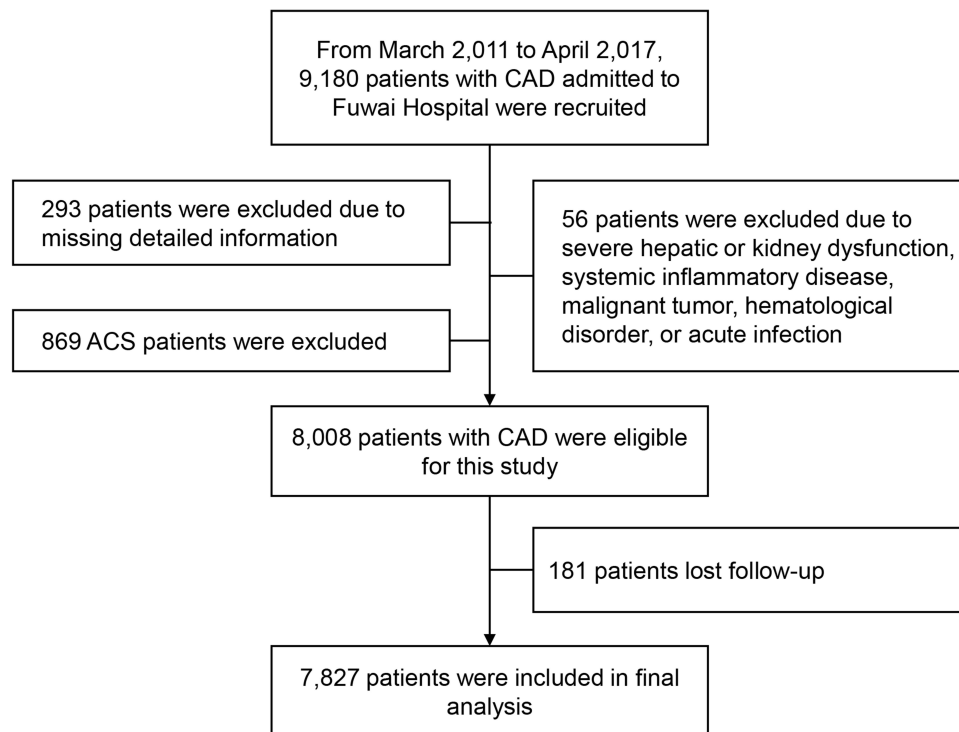 From March 2,011 to April 2,017,
9,180 patients with CAD admitted to
Fuwai Hospital were recruited
293 patients were excluded due to
missing detailed information
56 patients were excluded due to
severe hepatic or kidney dysfunction,
systemic inflammatory disease,
malignant tumor, hematological
disorder, or acute infection
869 ACS patients were excluded
8,008 patients with CAD were eligible
for this study
181 patients lost follow-up
7,827 patients were included in final
analysis